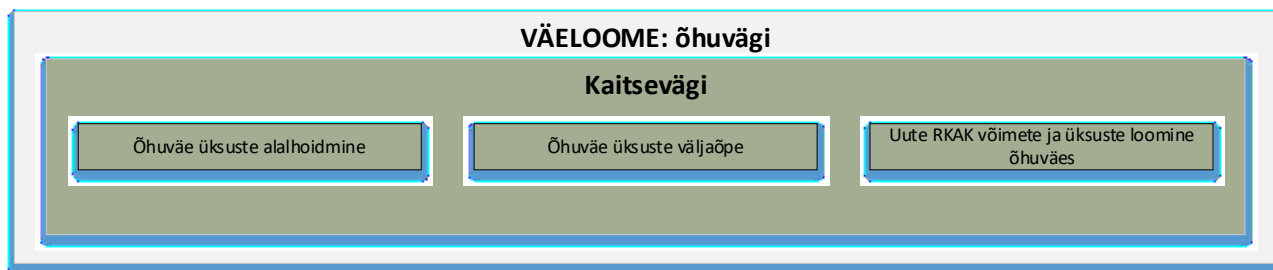 VÄELOOME: õhuvägi
Kaitsevägi
Õhuväe üksuste alalhoidmine
Õhuväe üksuste väljaõpe
Uute RKAK võimete ja üksuste loomine
õhuväes